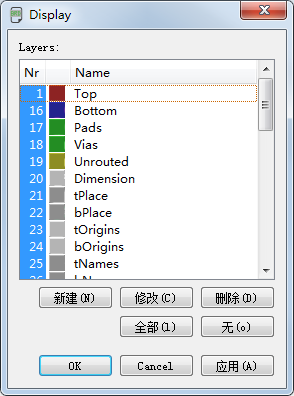 Display
Layers:
Nr Name
1 Top
16 Bottom
17 Pads
18 Vias
19 Unrouted
20 Dimension
21 tPlace
22 bPlace
23 tOrigins
24 bOrigins
25 tNames
新建(N) 修改(C) 删除(D)
全部(l) 无(o)
OK Cancel 应用(A)